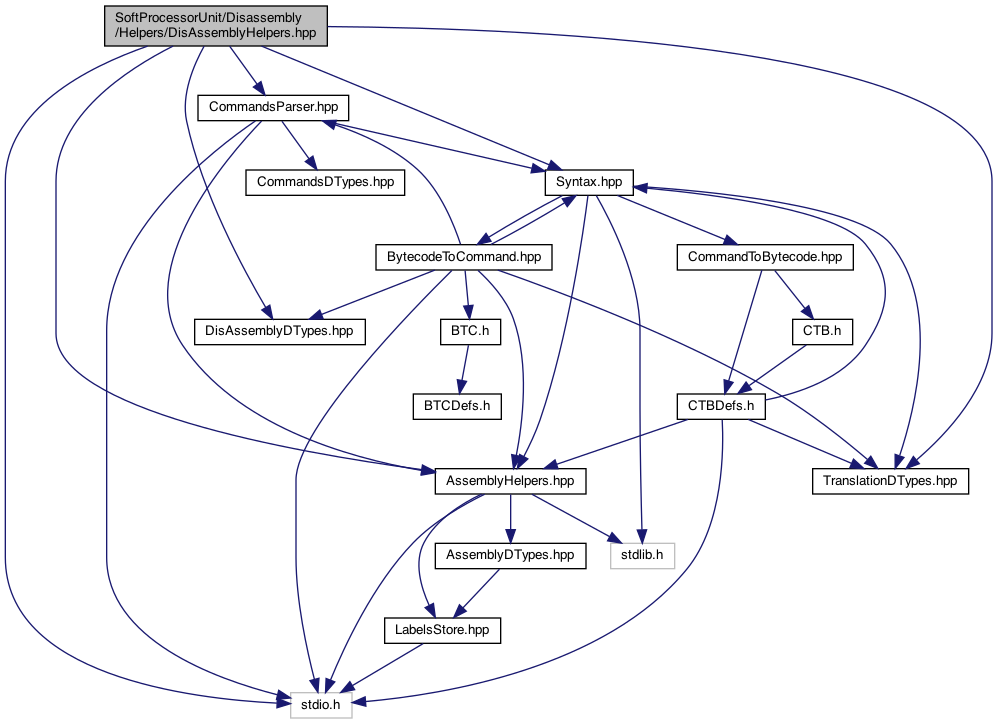 SoftProcessorUnit/Disassembly
/Helpers/DisAssemblyHelpers.hpp
CommandsParser.hpp
CommandsDTypes.hpp
Syntax.hpp
BytecodeToCommand.hpp
CommandToBytecode.hpp
DisAssemblyDTypes.hpp
BTC.h
CTB.h
BTCDefs.h
CTBDefs.h
AssemblyHelpers.hpp
TranslationDTypes.hpp
AssemblyDTypes.hpp
stdlib.h
LabelsStore.hpp
stdio.h